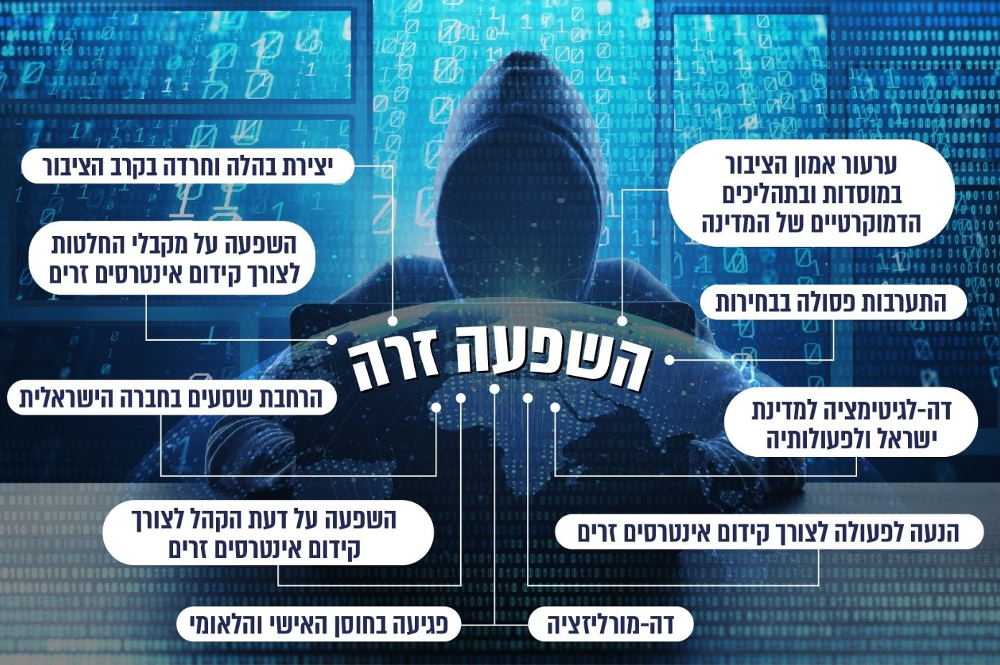 ערעור אמון הציבור
במוסדות ובתהליכים
הדמוקרטיים של המדינה
יצירת בהלה וחרדה בקרב הציבור
השפעה על מקבלי החלטות
לצורך קידום אינטרסים זרים
התערבות פסולה בבחירות
השפעה זרה
דה-לגיטימציה למדינת
ישראל ולפעולותיה
הרחבת שסעים בחברה הישראלית
הנעה לפעולה לצורך קידום אינטרסים זרים
השפעה על דעת הקהל לצורך
קידום אינטרסים זרים
דה-מורליזציה
פגיעה בחוסן האישי והלאומי